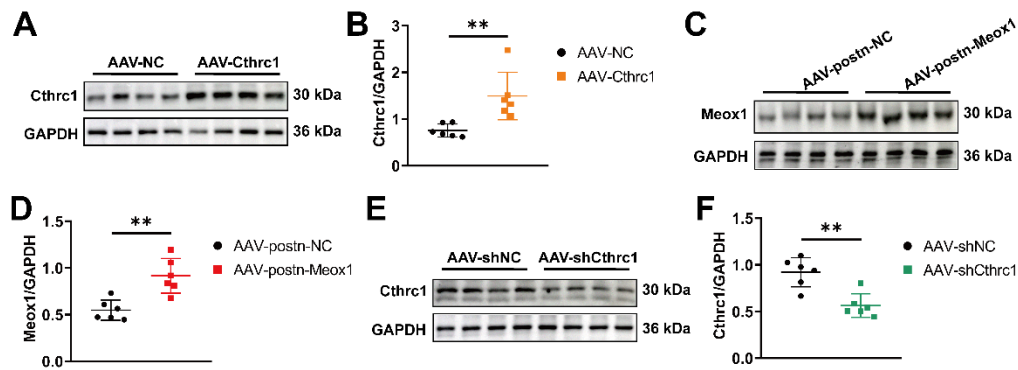 A
AAV-NC AAV-Cthrc1
Cthrc1 30 kDa
GAPDH 36 kDa
B
**
Cthrc1/GAPDH
3
2
1
0
AAV-NC
AAV-Cthrc1
C
AAV-postn-NC
AAV-postn-Meox1
Meox1 30 kDa
GAPDH 36 kDa
D
**
Meox1/GAPDH
1.5
1.0
0.5
0.0
AAV-postn-NC
AAV-postn-Meox1
E
AAV-shNC AAV-shCthrc1
Cthrc1 30 kDa
GAPDH 36 kDa
F
**
Cthrc1/GAPDH
1.5
1.0
0.5
0.0
AAV-shNC
AAV-shCthrc1